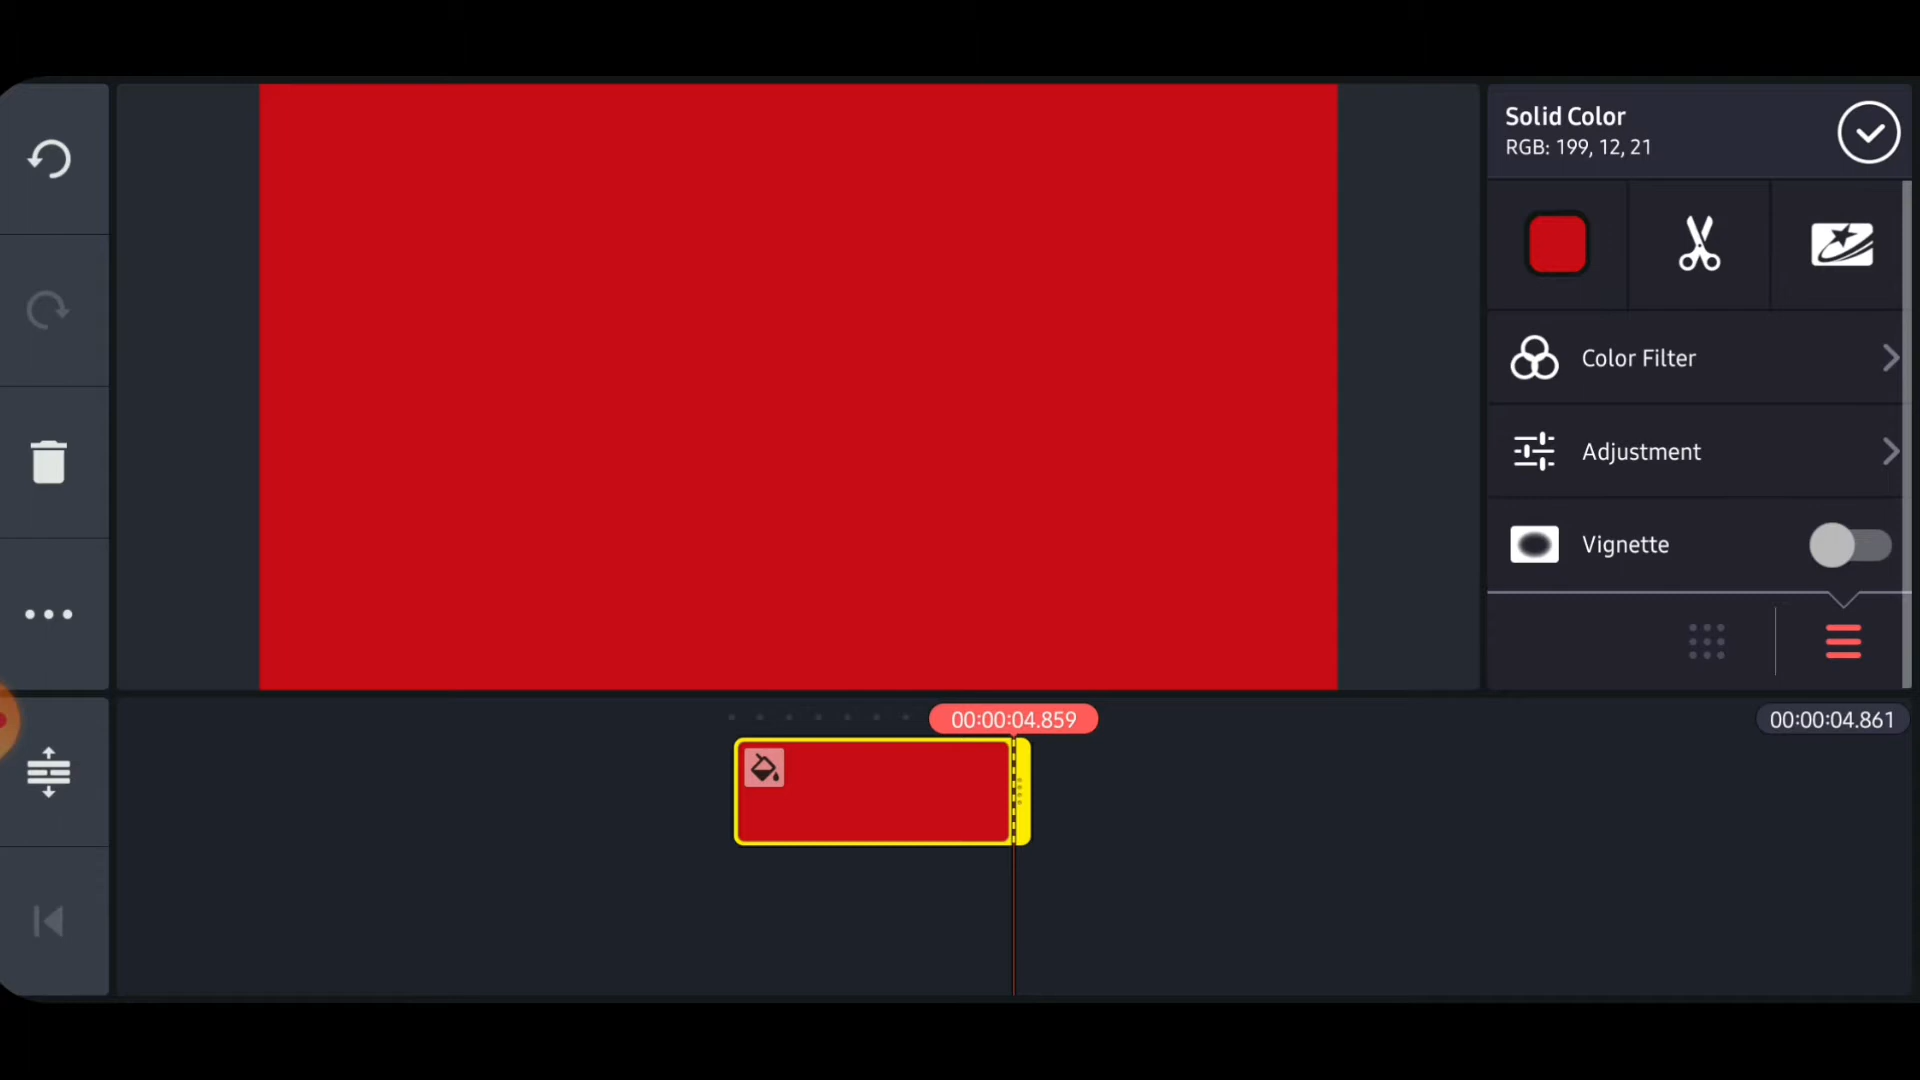 Solid Color
RGB: 199, 12, 21
Color Filter
Adjustment
Vignette
00:00:04.859
00:00:04.861